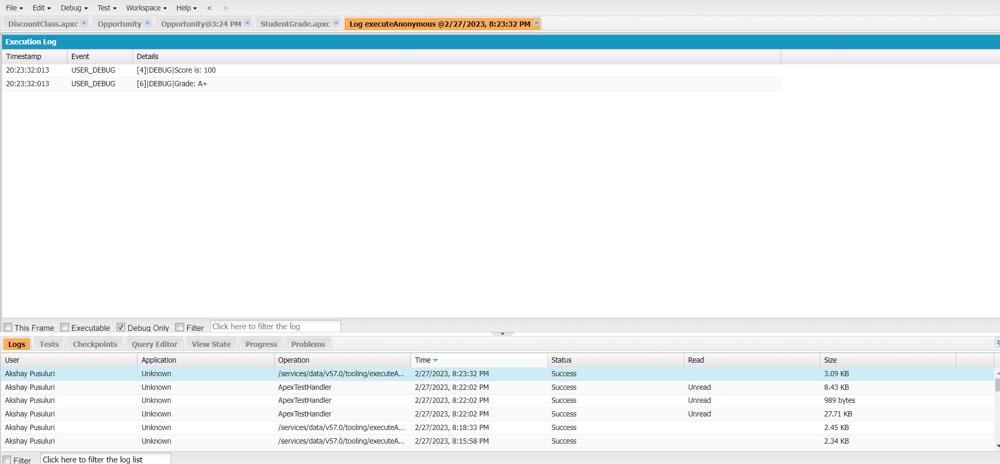 File Edit Debug Test Workspace Help < >
DiscountClass.apxc Opportunity Opportunity@3:24 PM StudentGrade.apxc Log executeAnonymous @2/27/2023, 8:23:32 PM
Execution Log
Timestamp Event Details
20:23:32:013 USER_DEBUG [4]|DEBUG|Score is: 100
20:23:32:013 USER_DEBUG [6]|DEBUG|Grade: A+
This Frame Executable Debug Only Filter Click here to filter the log
Logs Tests Checkpoints Query Editor View State Progress Problems
User Application Operation Time Status Read Size
Akshay Pusuluri Unknown /services/data/v57.0/tooling/executeA... 2/27/2023, 8:23:32 PM Success 3.09 KB
Akshay Pusuluri Unknown ApexTestHandler 2/27/2023, 8:22:02 PM Success Unread 8.43 KB
Akshay Pusuluri Unknown ApexTestHandler 2/27/2023, 8:22:02 PM Success Unread 989 bytes
Akshay Pusuluri Unknown ApexTestHandler 2/27/2023, 8:22:02 PM Success Unread 27.71 KB
Akshay Pusuluri Unknown /services/data/v57.0/tooling/executeA... 2/27/2023, 8:18:33 PM Success 2.45 KB
Akshay Pusuluri Unknown /services/data/v57.0/tooling/executeA... 2/27/2023, 8:15:58 PM Success 2.34 KB
Filter Click here to filter the log list